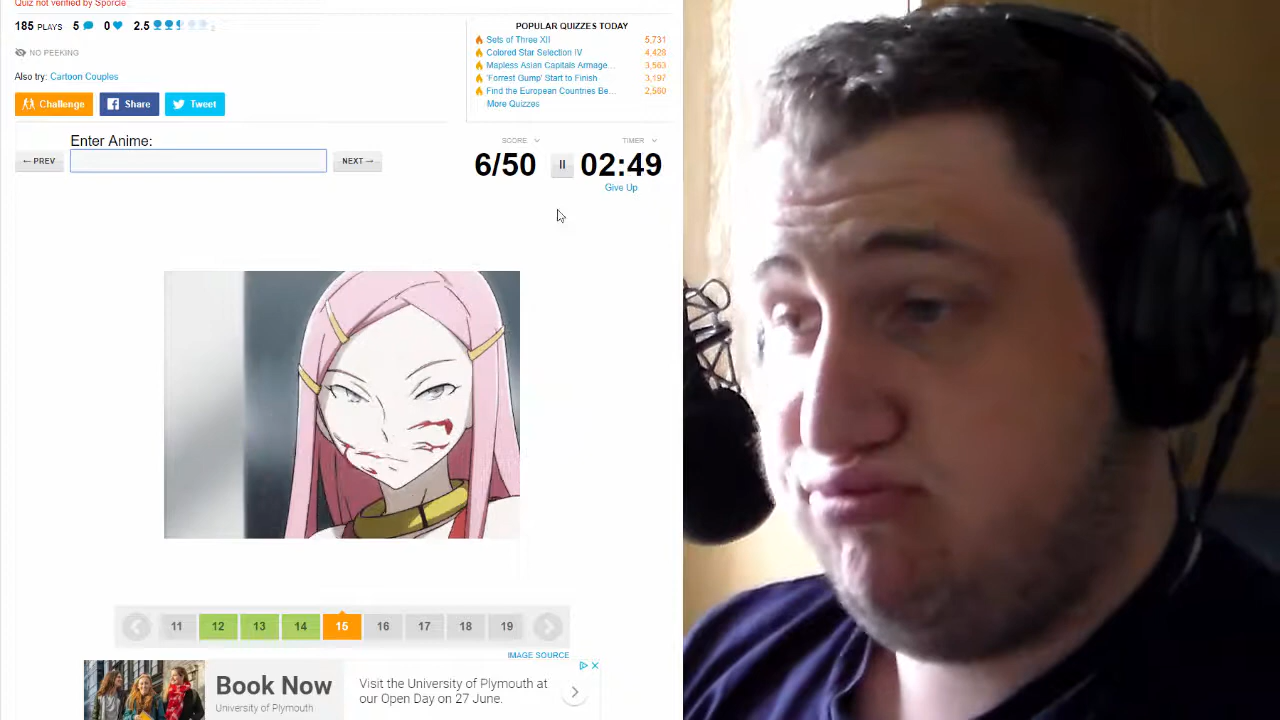 Quiz not verified by Sporcle
185 PLAYS 5 0 2.5 2
NO PEEKING
Also try: Cartoon Couples
Challenge
Share
Tweet
POPULAR QUIZZES TODAY
Sets of Three XII 5,731
Colored Star Selection IV 4,428
Mapless Asian Capitals Armage... 3,563
'Forrest Gump' Start to Finish 3,197
Find the European Countries Be... 2,580
More Quizzes
Enter Anime:
← PREV
NEXT →
SCORE
TIMER
6/50
02:49
Give Up
11 12 13 14 15 16 17 18 19
IMAGE SOURCE
Book Now
University of Plymouth
Visit the University of Plymouth at
our Open Day on 27 June.